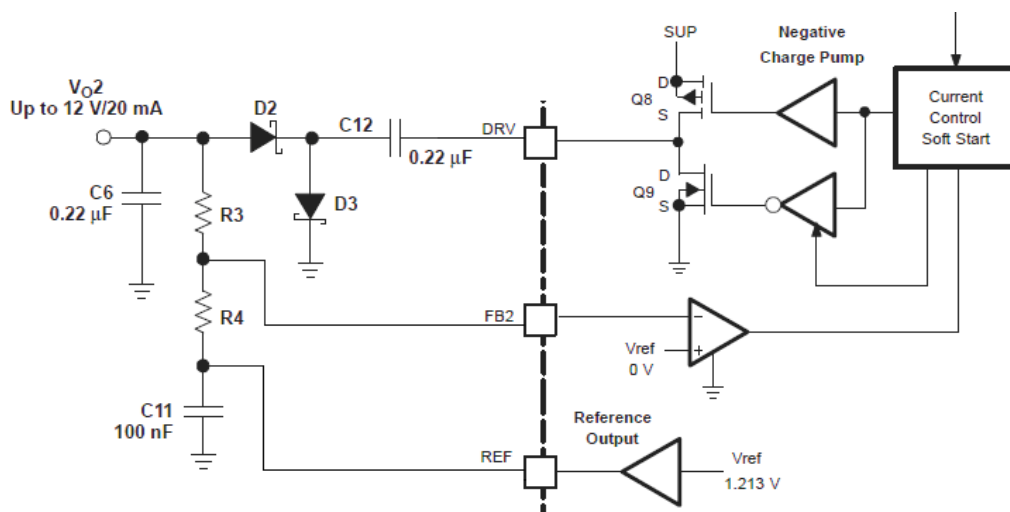 SUP
Negative
Charge Pump
D
Q8
S
Current
Control
Soft Start
VO2
Up to 12 V/20 mA
D2
C12
0.22 µF
DRV
D
Q9
S
C6
0.22 µF
R3
D3
R4
FB2
−
+
Vref
0 V
C11
100 nF
Reference
Output
REF
Vref
1.213 V